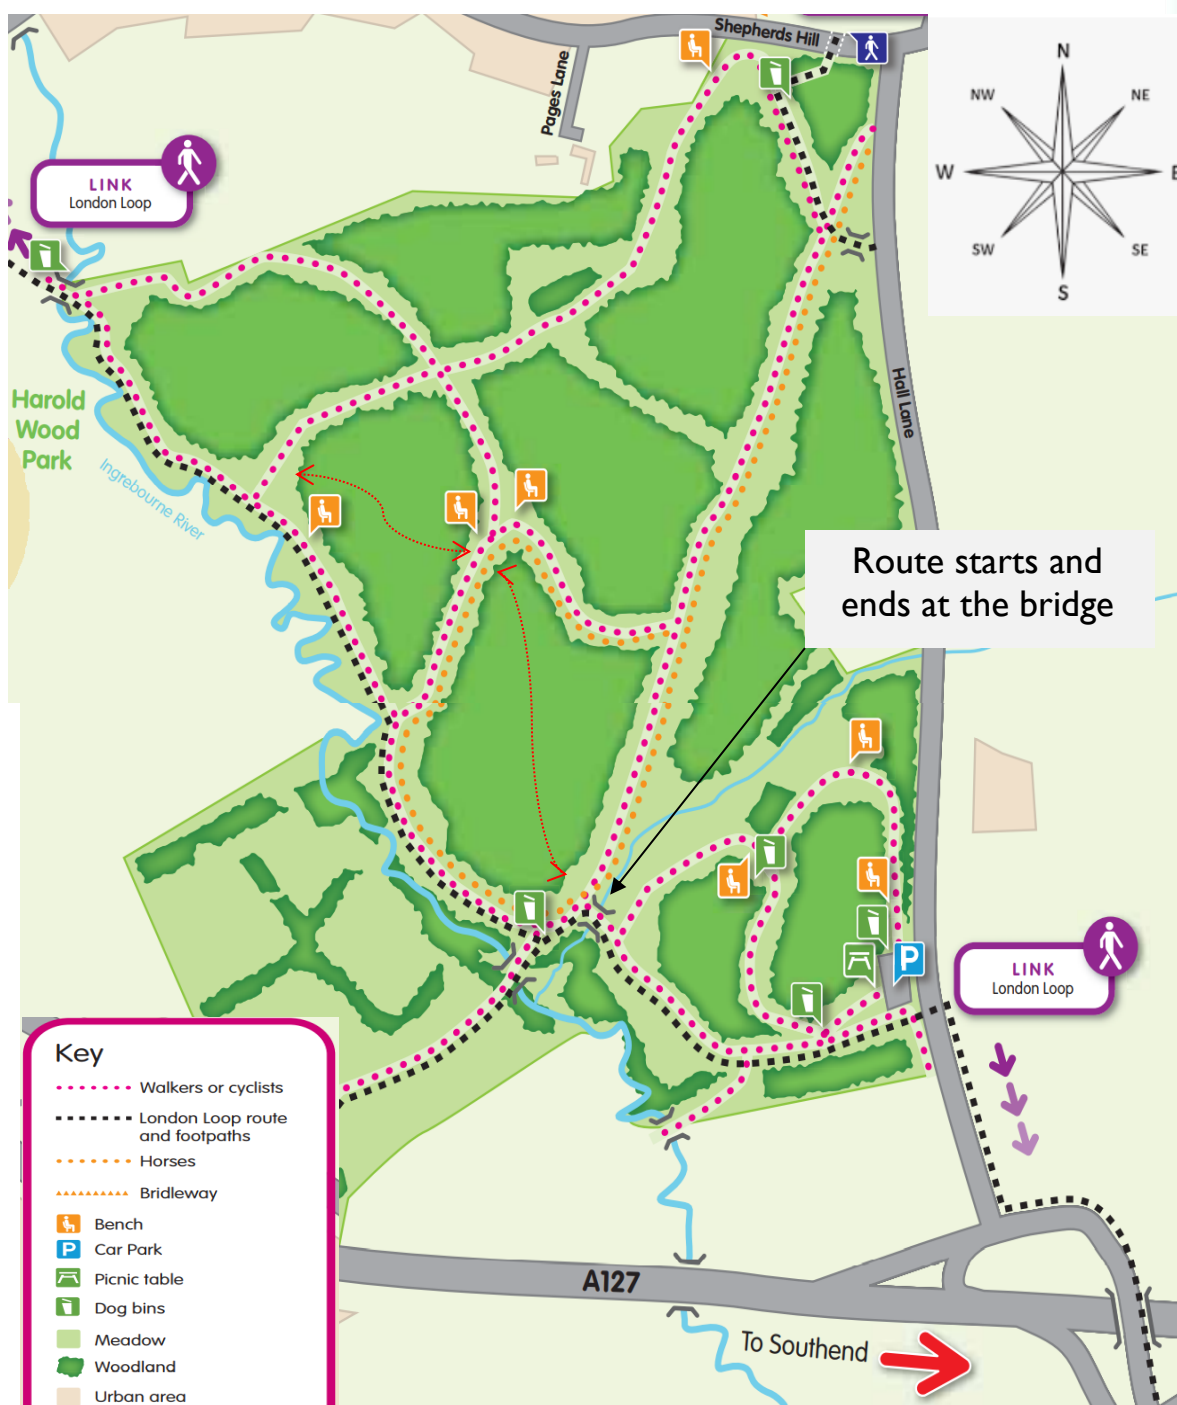 Shepherds Hill
Pages Lane
N
NW
NE
W
E
SW
SE
S
LINK
London Loop
Harold
Wood
Park
Ingrebourne River
Hall Lane
Route starts and
ends at the bridge
P
LINK
London Loop
Key
Walkers or cyclists
London Loop route
and footpaths
Horses
Bridleway
Bench
P
Car Park
Picnic table
Dog bins
Meadow
Woodland
Urban area
A127
To Southend